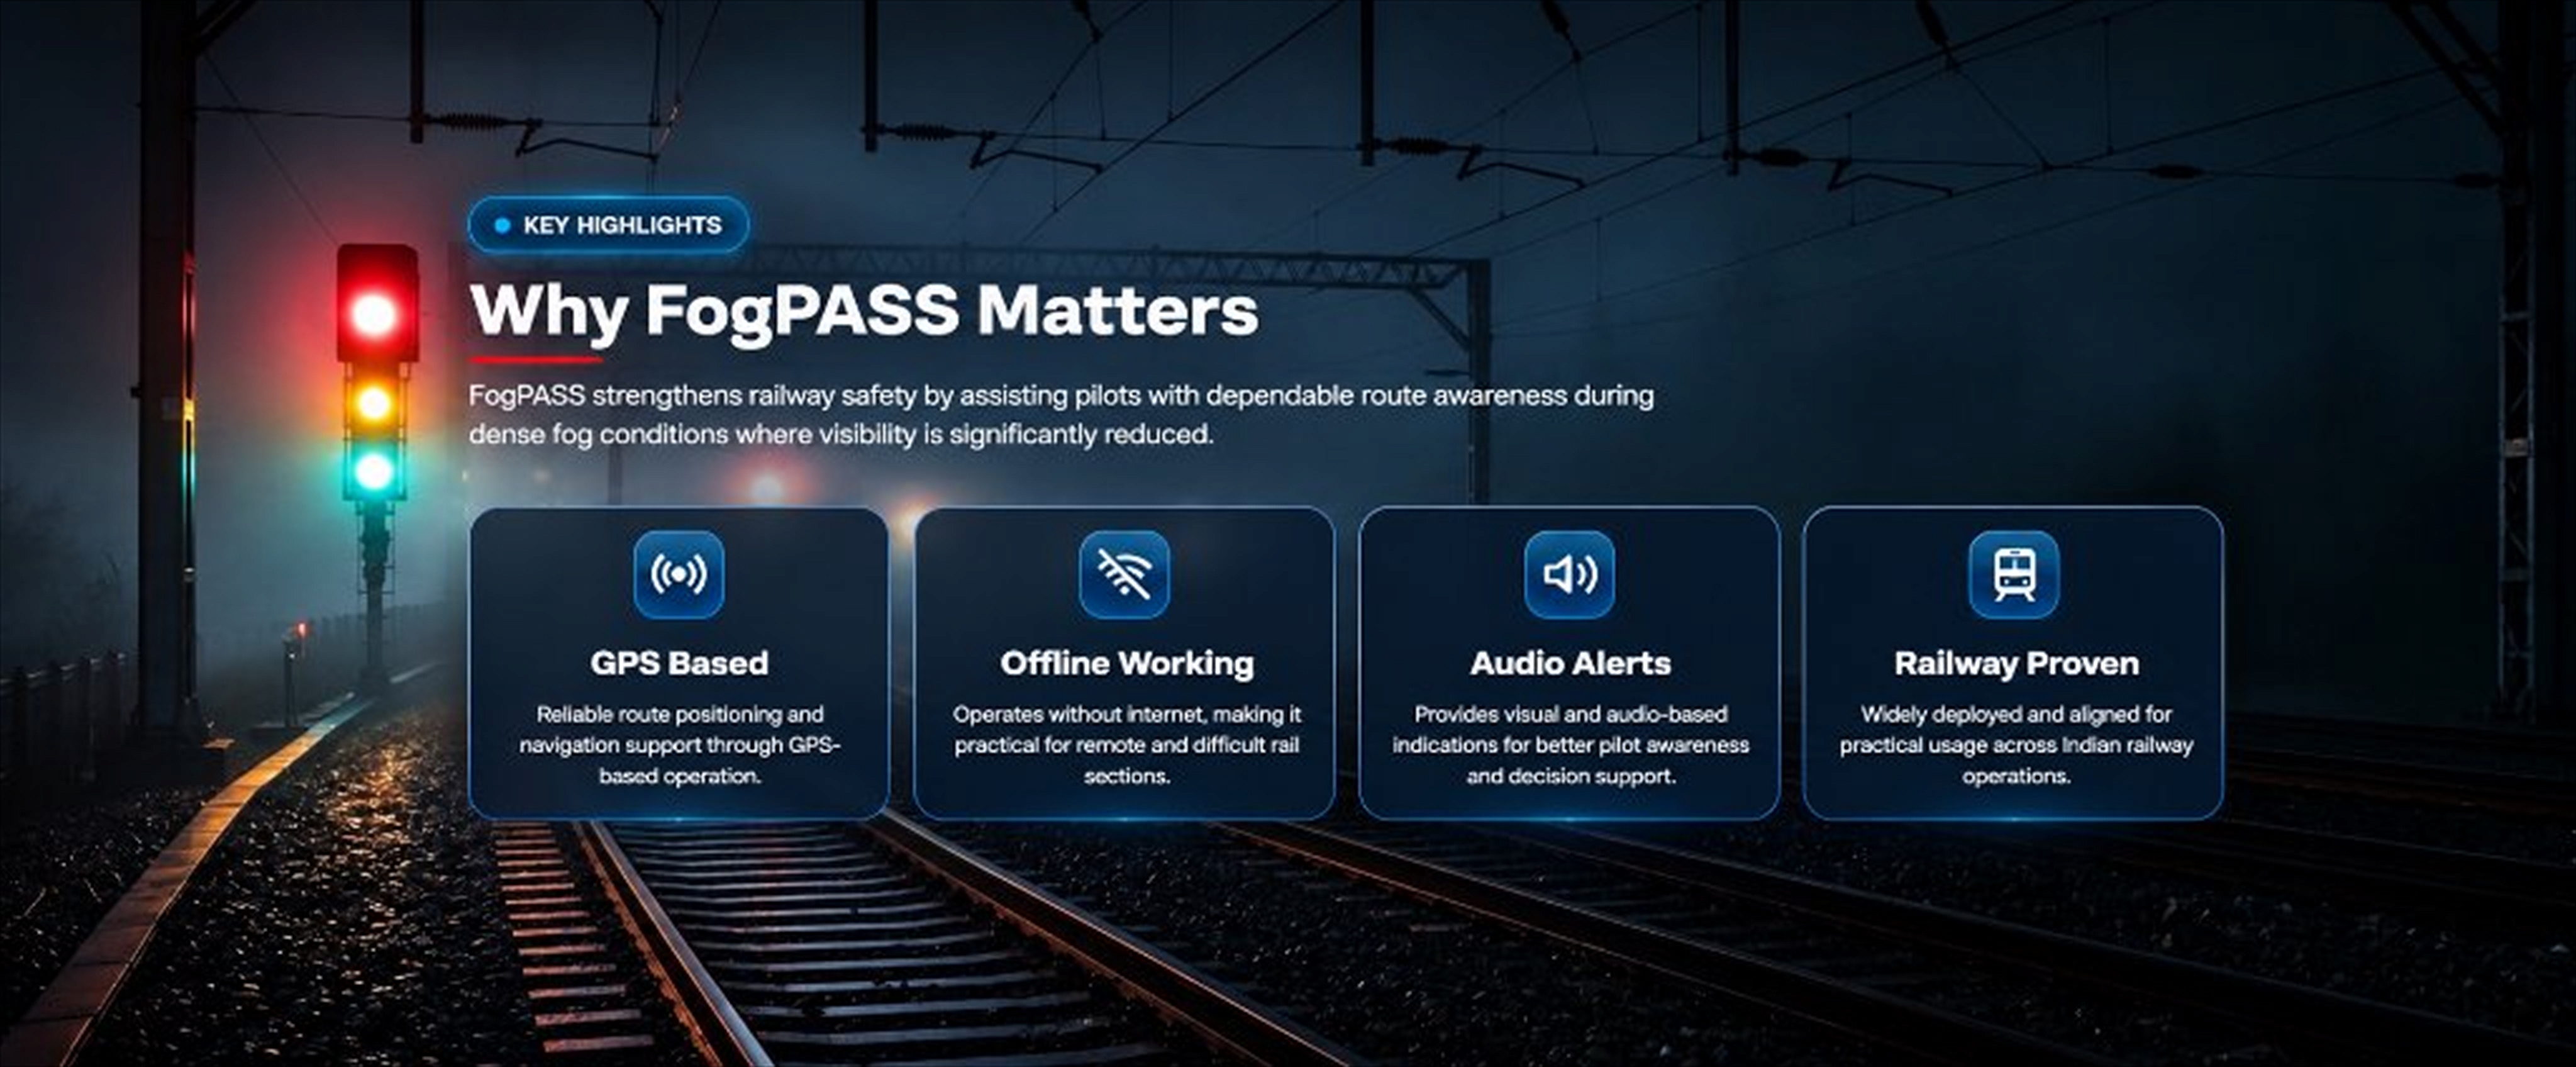 KEY HIGHLIGHTS
Why FogPASS Matters
FogPASS strengthens railway safety by assisting pilots with dependable route awareness during
dense fog conditions where visibility is significantly reduced.
GPS Based
Reliable route positioning and
navigation support through GPS-
based operation.
Offline Working
Operates without internet, making it
practical for remote and difficult rail
sections.
Audio Alerts
Provides visual and audio-based
indications for better pilot awareness
and decision support.
Railway Proven
Widely deployed and aligned for
practical usage across Indian railway
operations.